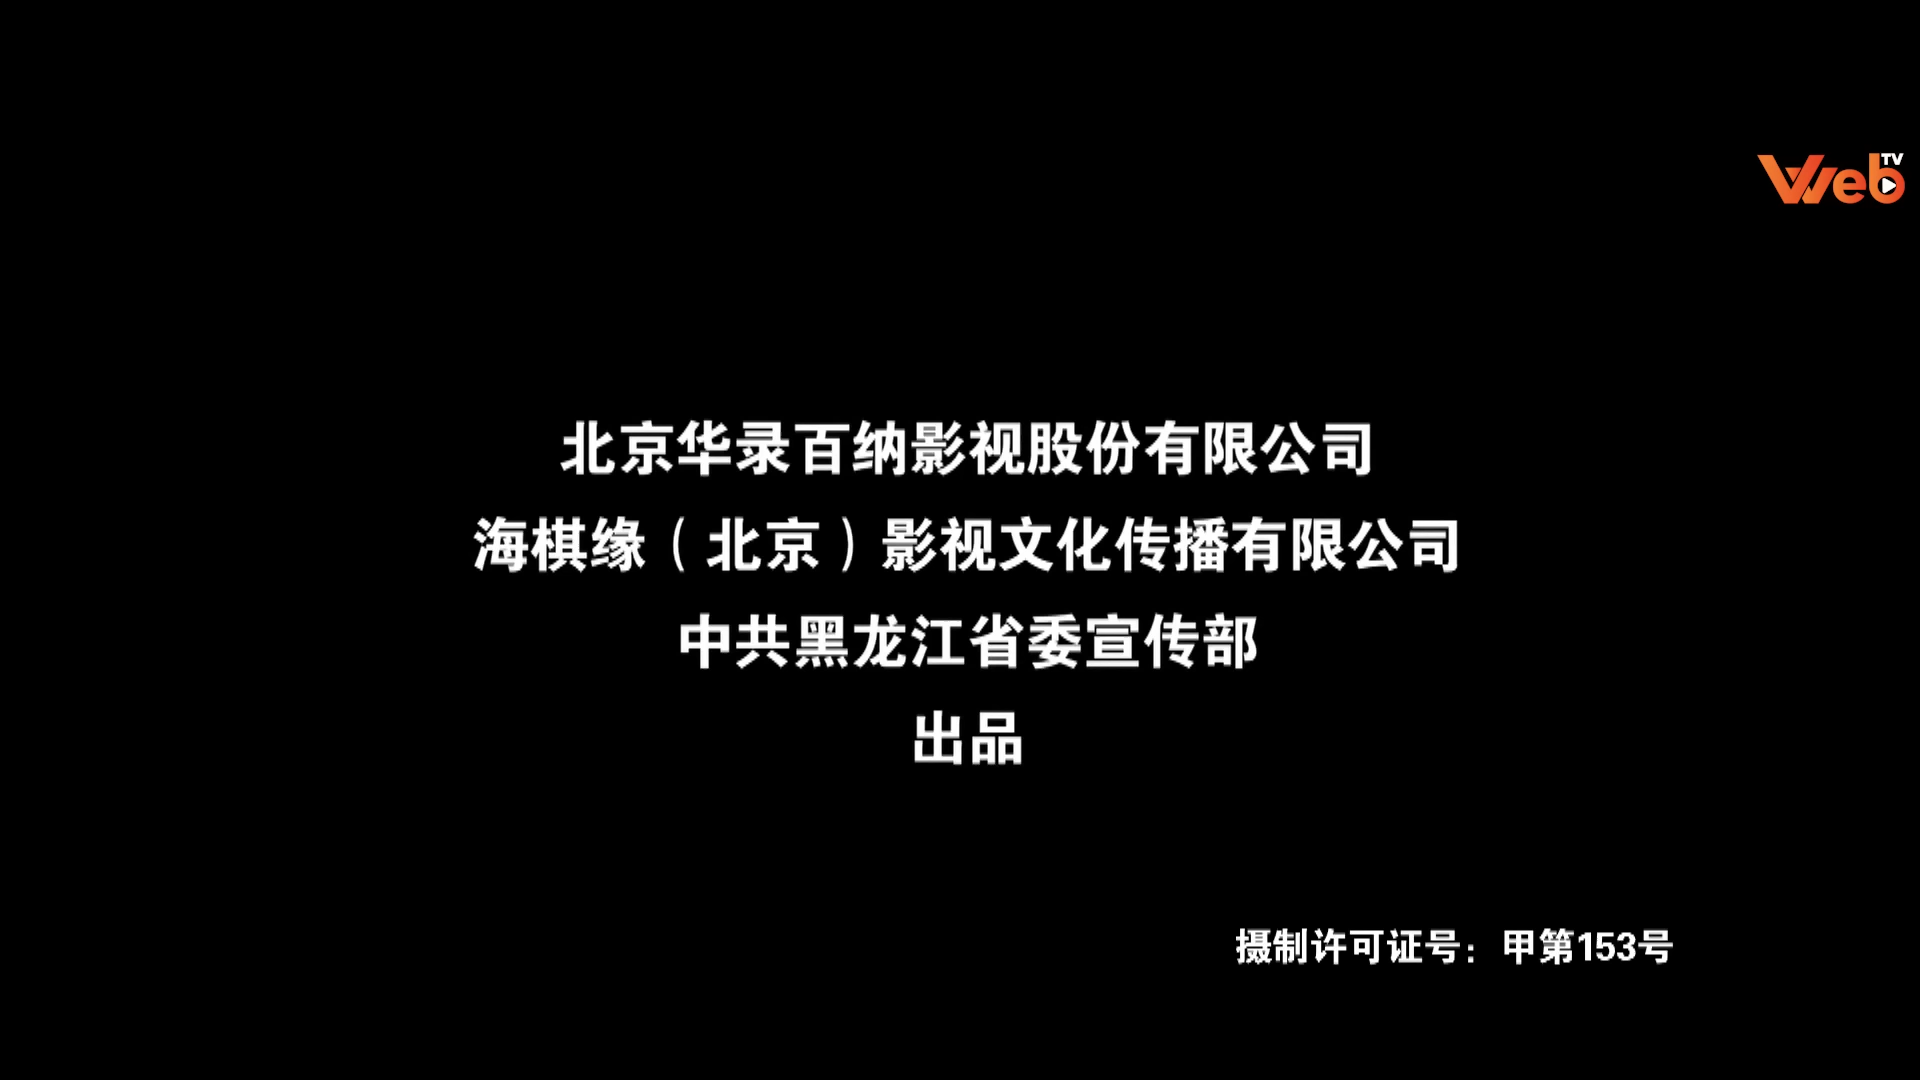 Web TV
北京华录百纳影视股份有限公司
海棋缘（北京）影视文化传播有限公司
中共黑龙江省委宣传部
出品
摄制许可证号：甲第153号